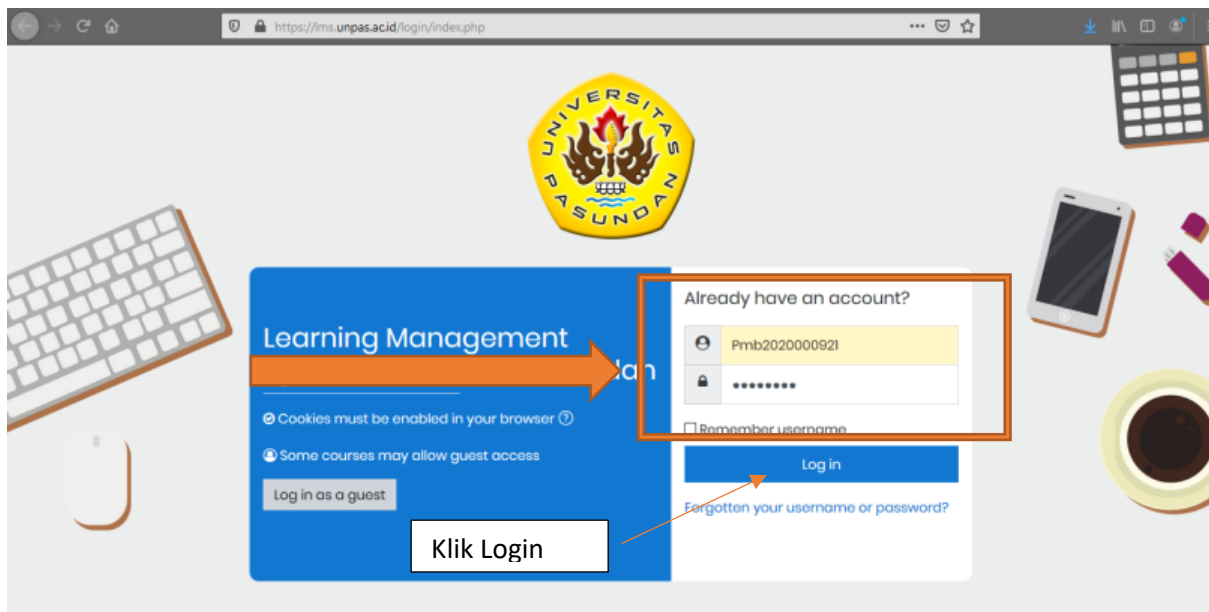 https://lms.unpas.ac.id/login/index.php
UNIVERSITAS
PASUNDAN
Learning Management
dan
Cookies must be enabled in your browser
Some courses may allow guest access
Log in as a guest
Already have an account?
Pmb2020000921
Remember username
Log in
Forgotten your username or password?
Klik Login